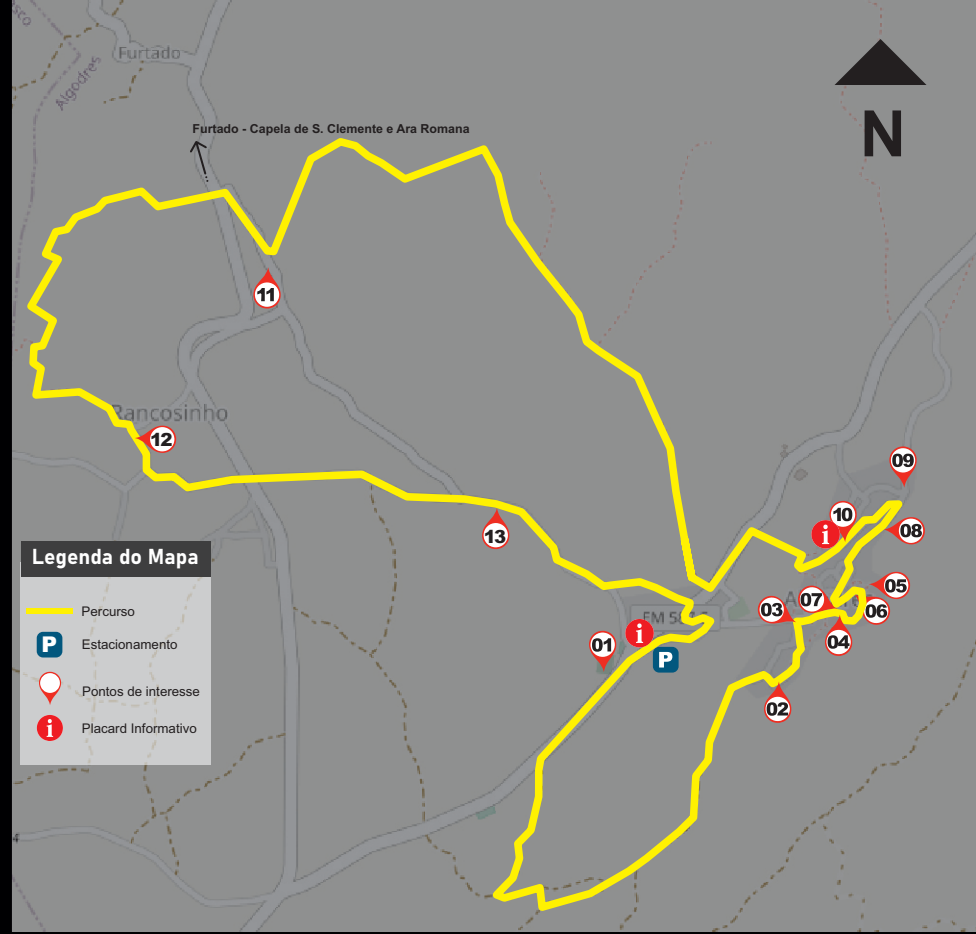 Furtado
Algodres
Furtado - Capela de S. Clemente e Ara Romana
N
11
Rancosinho
12
09
10
i
08
13
05
07
03
06
EM
04
01
i
P
02
Legenda do Mapa
Percurso
P Estacionamento
Pontos de interesse
i Placard Informativo